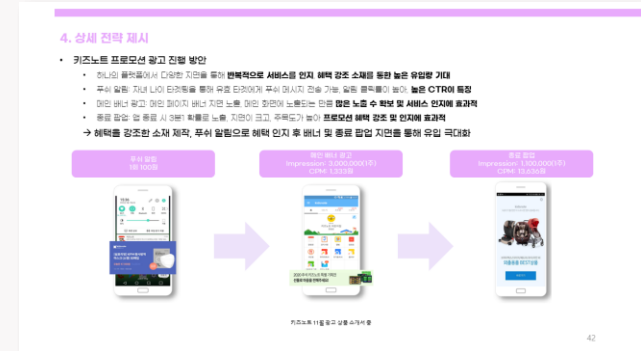 4. 상세 전략 제시
• 키즈노트 프로모션 광고 진행 방안
• 하나의 플랫폼에서 다양한 지면을 통해 반복적으로 서비스를 인지, 혜택 강조 소재를 통한 높은 유입량 기대
• 푸쉬 알림: 자녀 나이 타겟팅을 통해 유효 타겟에게 푸쉬 메시지 전송 가능, 알림 클릭률이 높아, 높은 CTR이 특징
• 메인 배너 광고: 메인 페이지 배너 지면 노출, 메인 화면에 노출되는 만큼 많은 노출 수 확보 및 서비스 인지에 효과적
• 종료 팝업: 앱 종료 시 3분1 확률로 노출, 지면이 크고, 주목도가 높아 프로모션 혜택 강조 및 인지에 효과적
→ 혜택을 강조한 소재 제작, 푸쉬 알림으로 혜택 인지 후 배너 및 종료 팝업 지면을 통해 유입 극대화
푸쉬 알림
1회 100원
메인 배너 광고
Impression: 3,000,000(1주)
CPM: 1,333원
종료 팝업
Impression: 1,100,000(1주)
CPM: 13,636원
키즈노트 11월 광고 상품 소개서 중
42